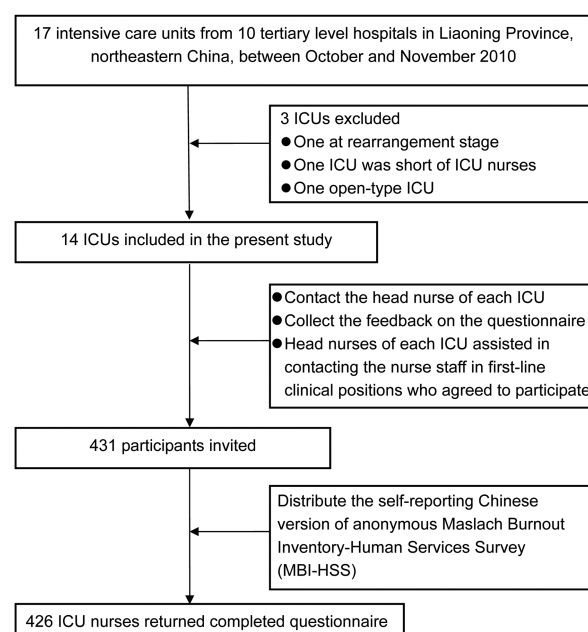 17 intensive care units from 10 tertiary level hospitals in Liaoning Province,
northeastern China, between October and November 2010
3 ICUs excluded
● One at rearrangement stage
● One ICU was short of ICU nurses
● One open-type ICU
14 ICUs included in the present study
● Contact the head nurse of each ICU
● Collect the feedback on the questionnaire
● Head nurses of each ICU assisted in
contacting the nurse staff in first-line
clinical positions who agreed to participate
431 participants invited
Distribute the self-reporting Chinese
version of anonymous Maslach Burnout
Inventory-Human Services Survey
(MBI-HSS)
426 ICU nurses returned completed questionnaire